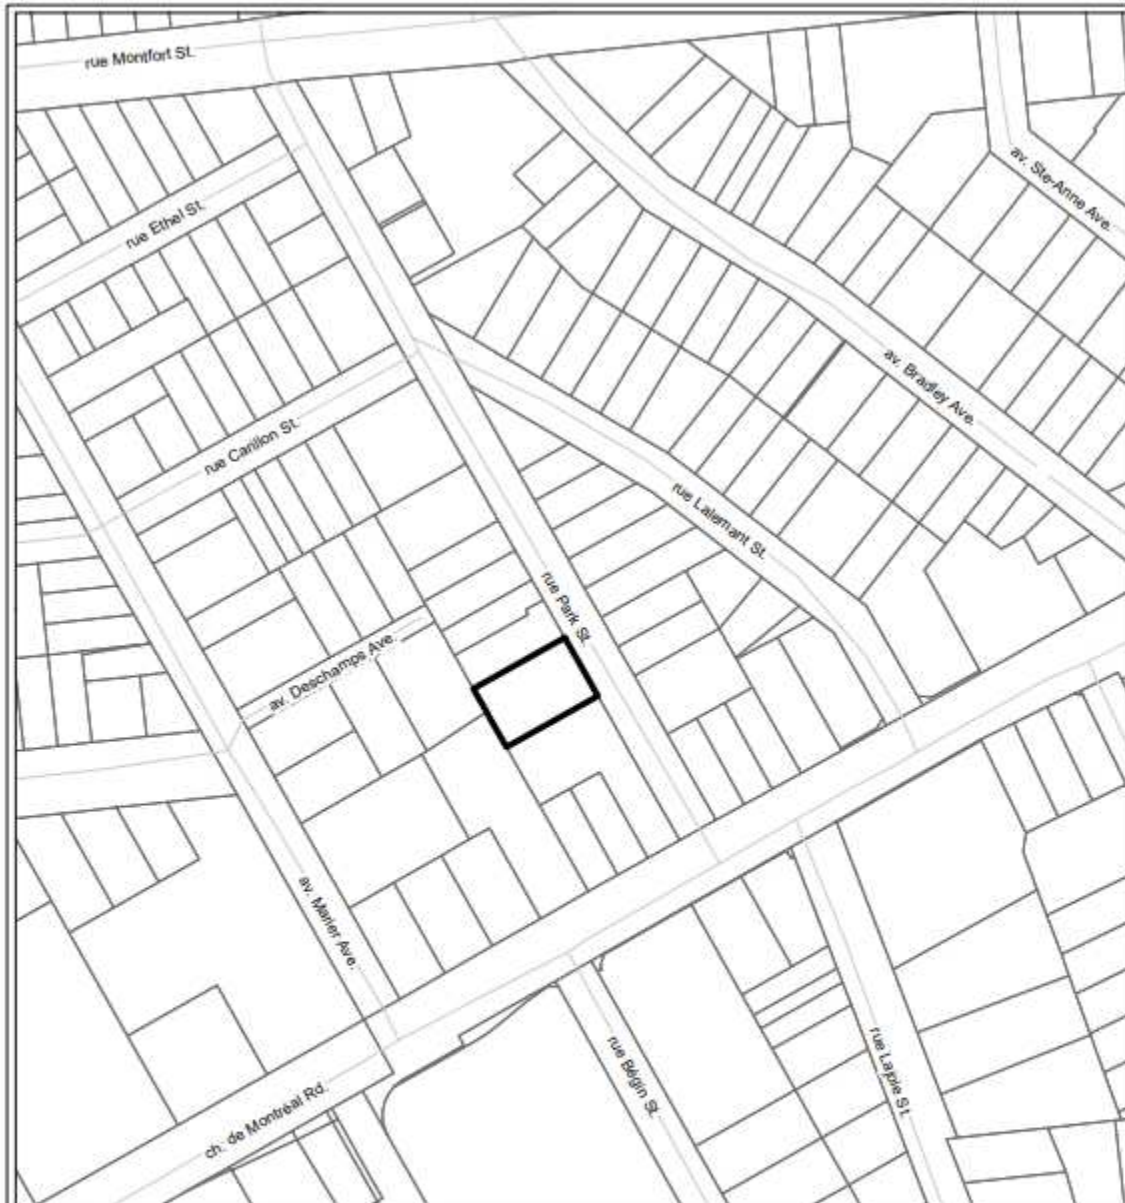 rue Montfort St.
av. Ste-Anne Ave.
rue Ethel St.
av. Bradley Ave.
rue Carillon St.
rue Lalemant St.
rue Park St.
av. Deschamps Ave.
av. Marier Ave.
rue Bégin St.
rue Lajoie St.
ch. de Montréal Rd.